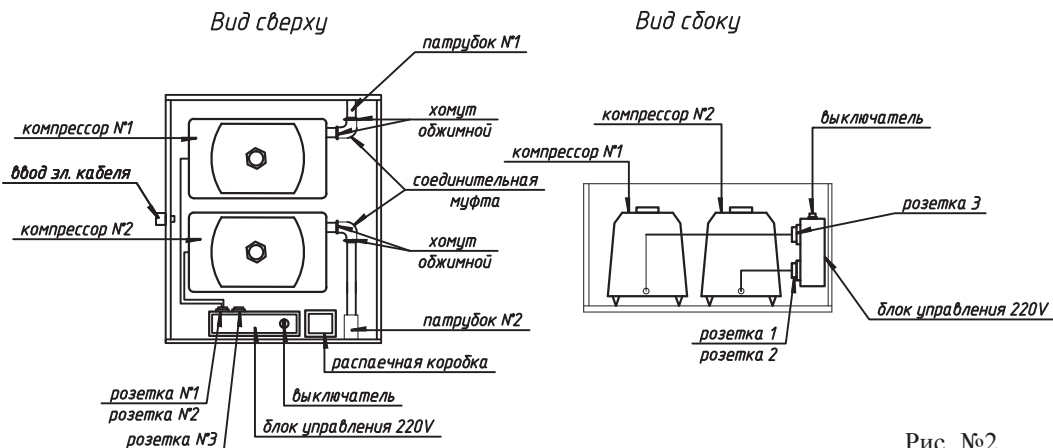 Вид сверху
патрубок №1
хомут
обжимной
компрессор №1
ввод эл. кабеля
соединительная
муфта
компрессор №2
хомут
обжимной
патрубок №2
распаечная коробка
розетка №1
розетка №2
выключатель
розетка №3
блок управления 220V
Вид сбоку
компрессор №2
выключатель
компрессор №1
розетка 3
блок управления 220V
розетка 1
розетка 2
Рис. №2